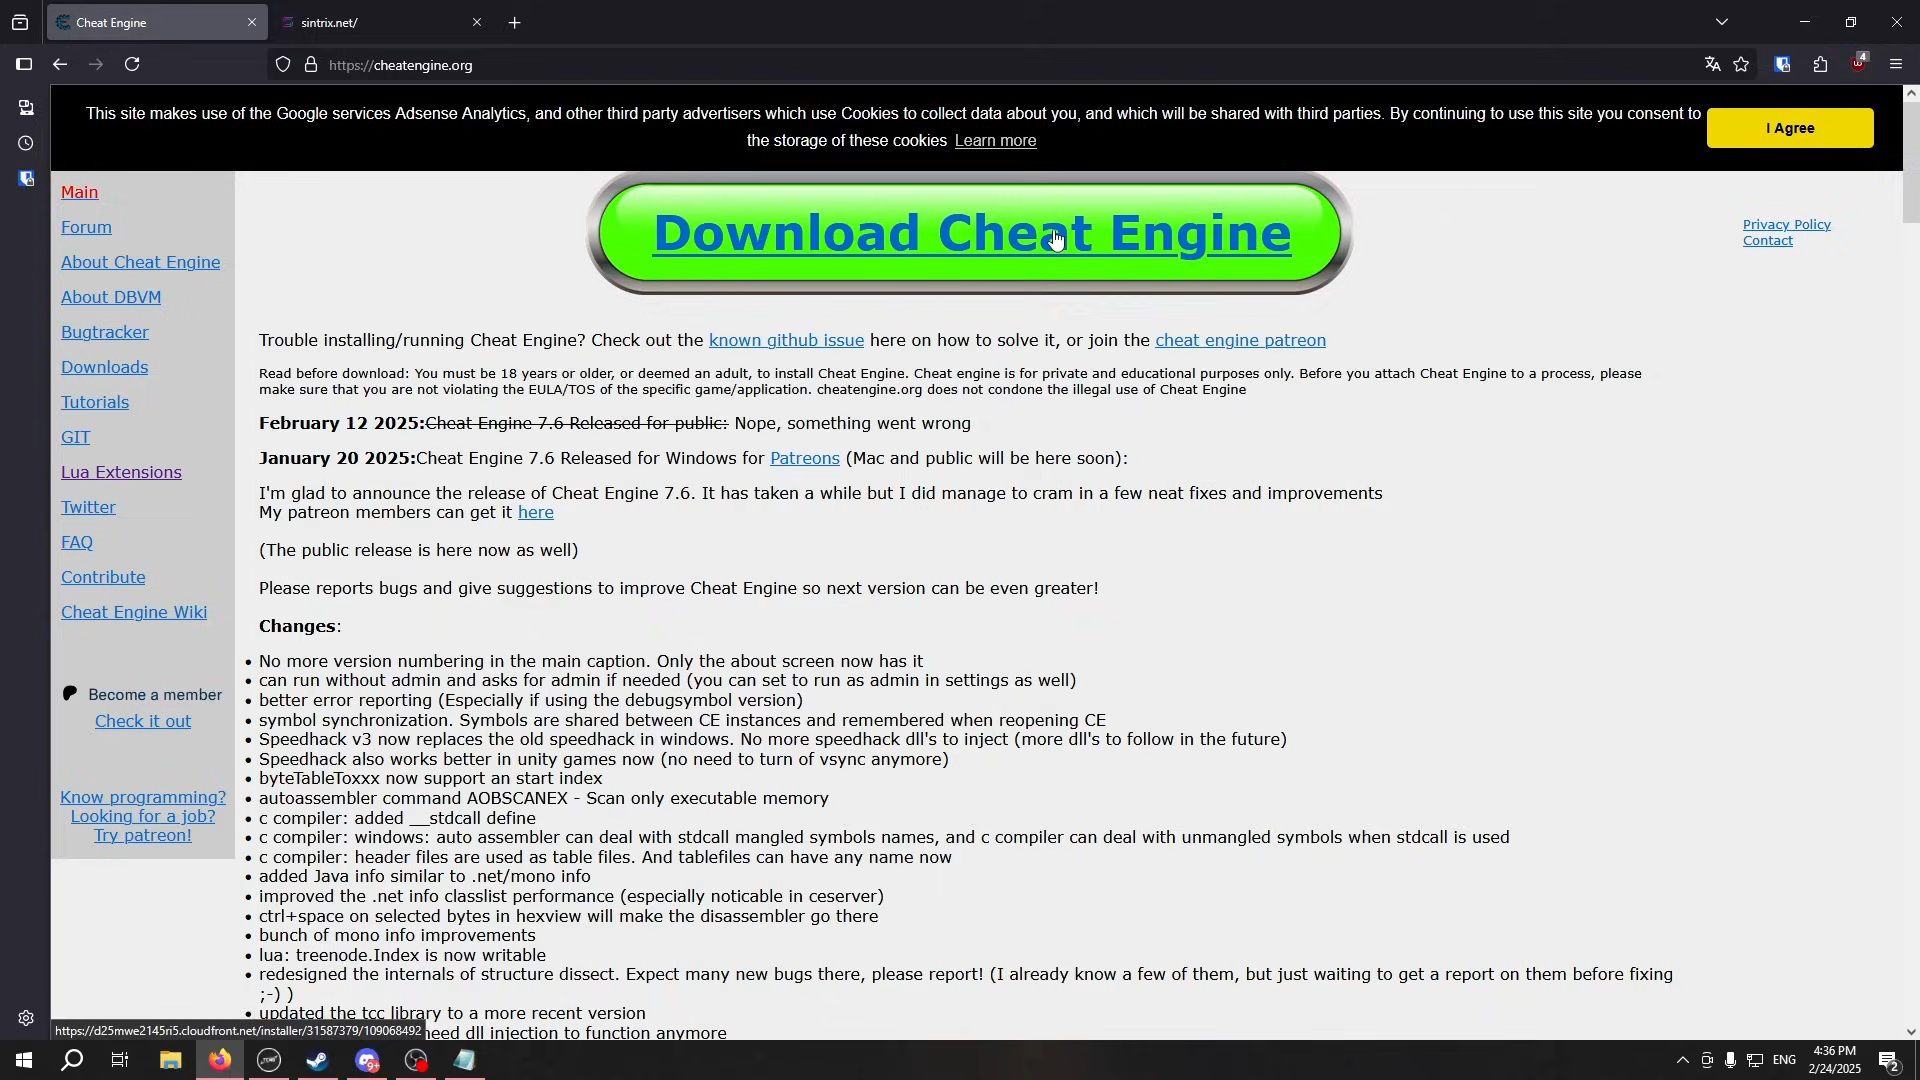 Cheat Engine
sintrix.net/
https://cheatengine.org
4
This site makes use of the Google services Adsense Analytics, and other third party advertisers which use Cookies to collect data about you, and which will be shared with third parties. By continuing to use this site you consent to
the storage of these cookies Learn more
I Agree
Main
Forum
About Cheat Engine
About DBVM
Bugtracker
Downloads
Tutorials
GIT
Lua Extensions
Twitter
FAQ
Contribute
Cheat Engine Wiki
Become a member
Check it out
Know programming?
Looking for a job?
Try patreon!
Download Cheat Engine
Privacy Policy
Contact
Trouble installing/running Cheat Engine? Check out the known github issue here on how to solve it, or join the cheat engine patreon
Read before download: You must be 18 years or older, or deemed an adult, to install Cheat Engine. Cheat engine is for private and educational purposes only. Before you attach Cheat Engine to a process, please
make sure that you are not violating the EULA/TOS of the specific game/application. cheatengine.org does not condone the illegal use of Cheat Engine
February 12 2025:Cheat Engine 7.6 Released for public: Nope, something went wrong
January 20 2025:Cheat Engine 7.6 Released for Windows for Patreons (Mac and public will be here soon):
I'm glad to announce the release of Cheat Engine 7.6. It has taken a while but I did manage to cram in a few neat fixes and improvements
My patreon members can get it here
(The public release is here now as well)
Please reports bugs and give suggestions to improve Cheat Engine so next version can be even greater!
Changes:
• No more version numbering in the main caption. Only the about screen now has it
• can run without admin and asks for admin if needed (you can set to run as admin in settings as well)
• better error reporting (Especially if using the debugsymbol version)
• symbol synchronization. Symbols are shared between CE instances and remembered when reopening CE
• Speedhack v3 now replaces the old speedhack in windows. No more speedhack dll's to inject (more dll's to follow in the future)
• Speedhack also works better in unity games now (no need to turn of vsync anymore)
• byteTableToxxx now support an start index
• autoassembler command AOBSCANEX - Scan only executable memory
• c compiler: added __stdcall define
• c compiler: windows: auto assembler can deal with stdcall mangled symbols names, and c compiler can deal with unmangled symbols when stdcall is used
• c compiler: header files are used as table files. And tablefiles can have any name now
• added Java info similar to .net/mono info
• improved the .net info classlist performance (especially noticable in ceserver)
• ctrl+space on selected bytes in hexview will make the disassembler go there
• bunch of mono info improvements
• lua: treenode.Index is now writable
• redesigned the internals of structure dissect. Expect many new bugs there, please report! (I already know a few of them, but just waiting to get a report on them before fixing
;-) )
• updated the tcc library to a more recent version
need dll injection to function anymore
https://d25mwe2145ri5.cloudfront.net/installer/31587379/109068492
9+
ENG
4:36 PM
2/24/2025
2